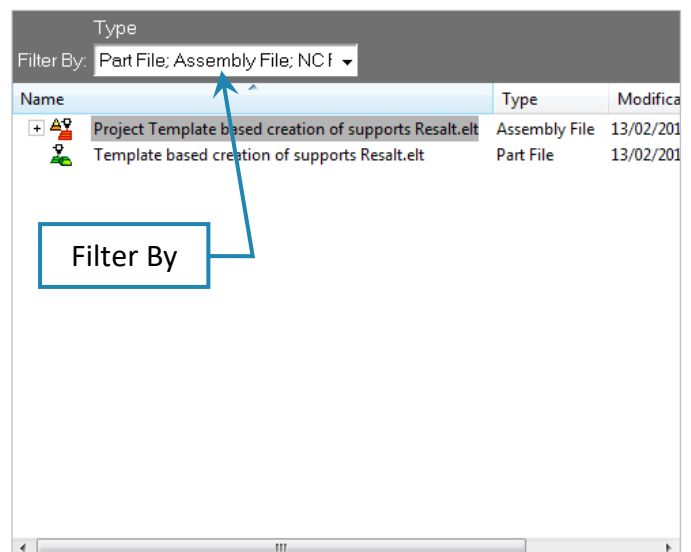 Type
Filter By: Part File; Assembly File; NC F
Name Type Modifica
Project Template based creation of supports Resalt.elt Assembly File 13/02/201
Template based creation of supports Resalt.elt Part File 13/02/201
Filter By